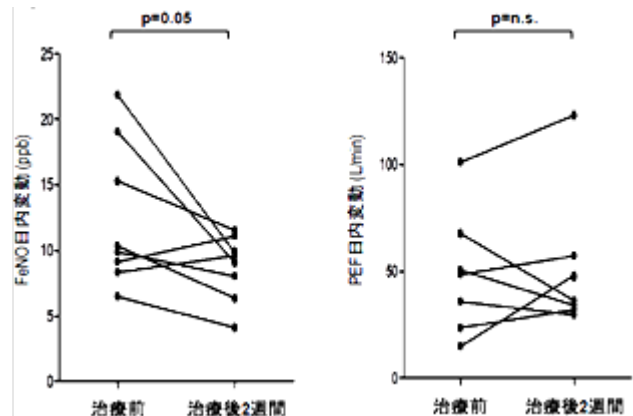 p=0.05
25
20
15
10
5
0
FeNO日内変動 (ppb)
治療前
治療後2週間
p=n.s.
150
100
50
0
PEF日内変動 (L/min)
治療前
治療後2週間